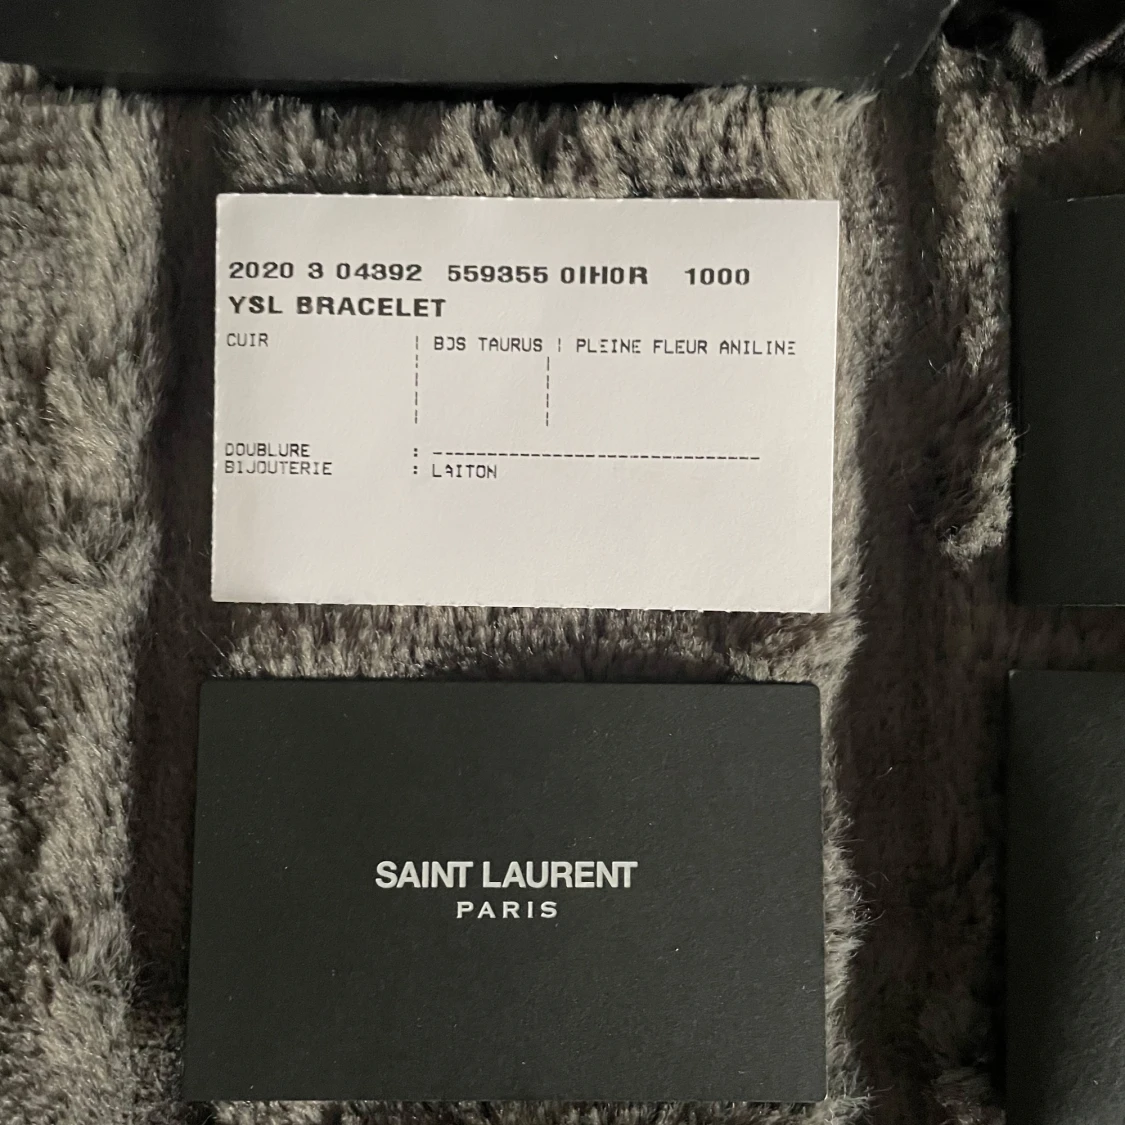 2020 3 04392 559355 0IH0R 1000
YSL BRACELET
CUIR ¦ BJS TAURUS ¦ PLEINE FLEUR ANILINE
DOUBLURE : ------------------------------
BIJOUTERIE : LAITON
SAINT LAURENT
PARIS